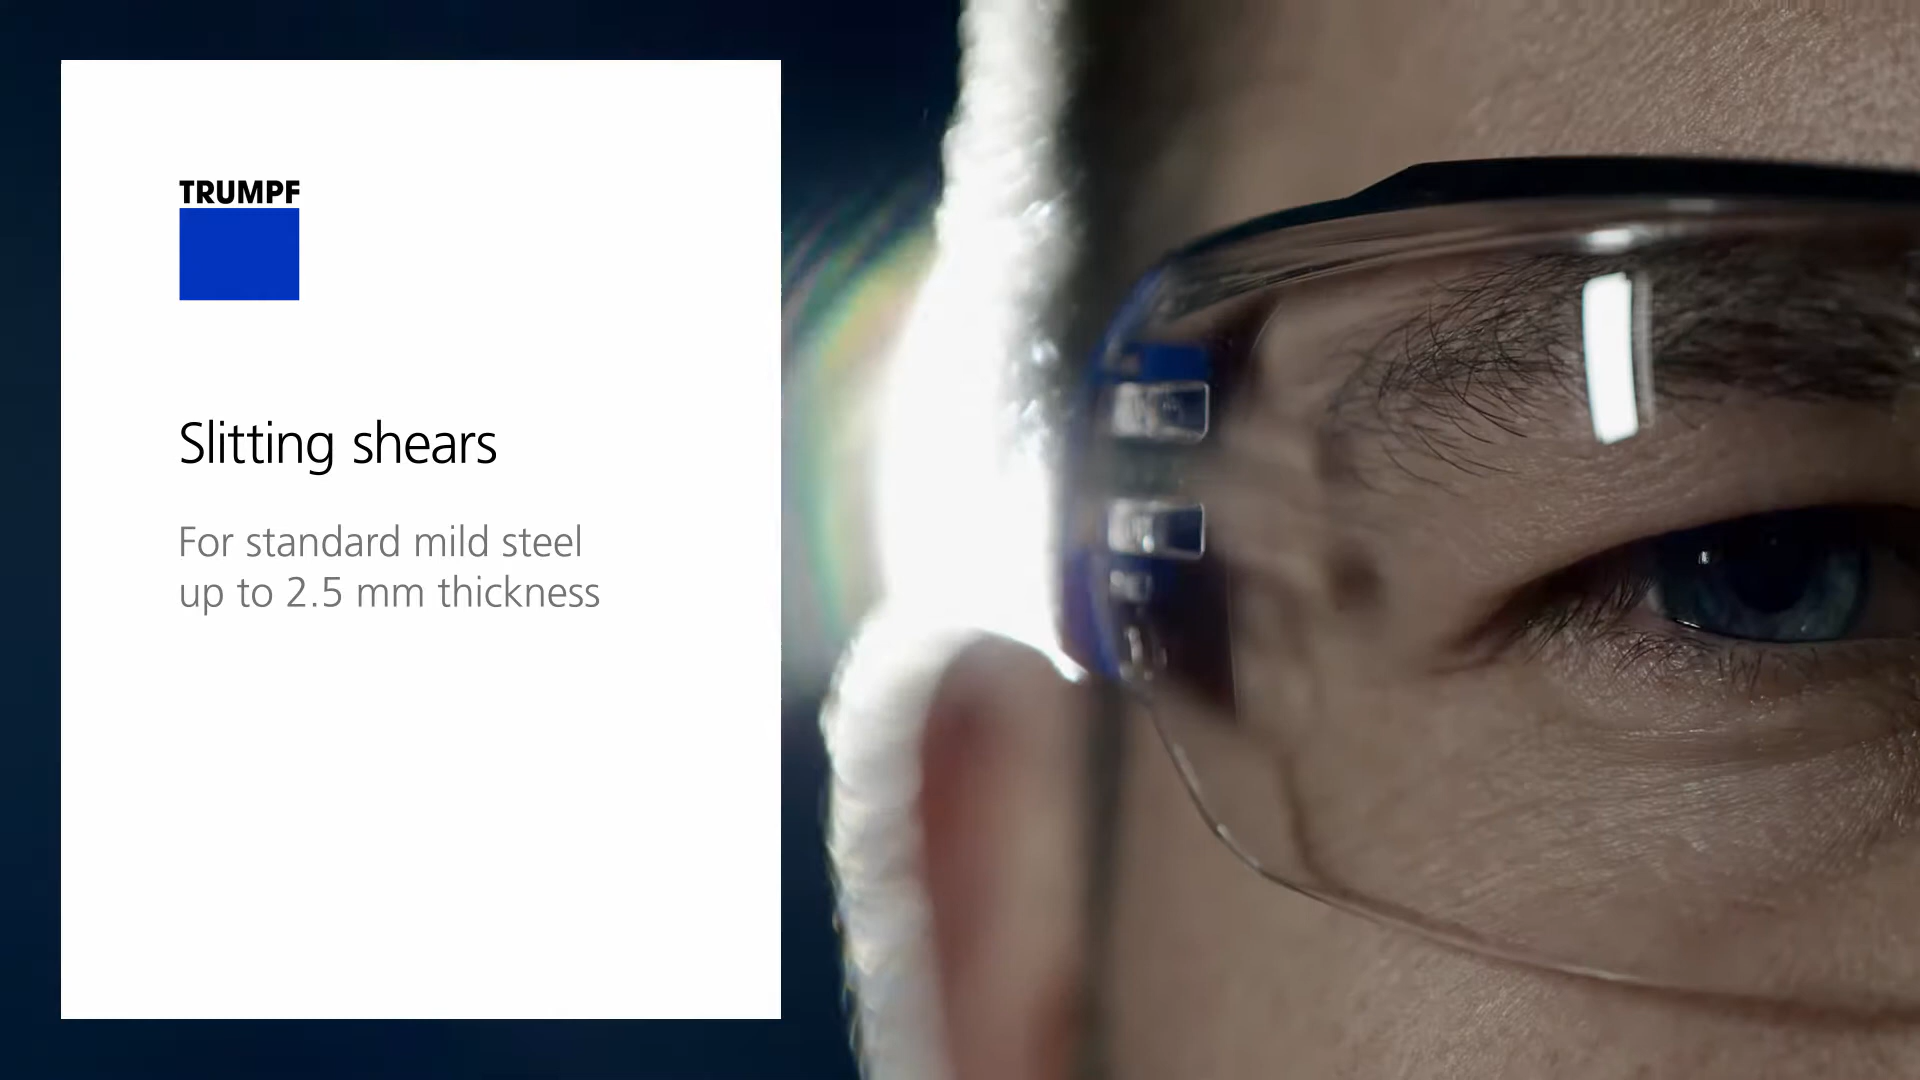 TRUMPF
Slitting shears
For standard mild steel
up to 2.5 mm thickness